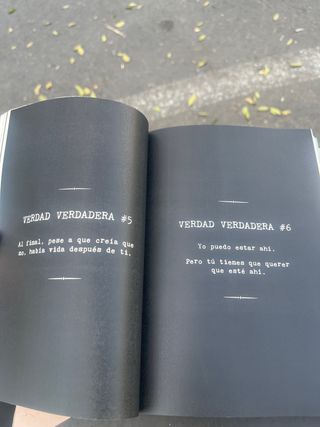 VERDAD VERDADERA #5
Al final, pese a que creía que
no, había vida después de ti.
VERDAD VERDADERA #6
Yo puedo estar ahí.
Pero tú tienes que querer
que esté ahí.